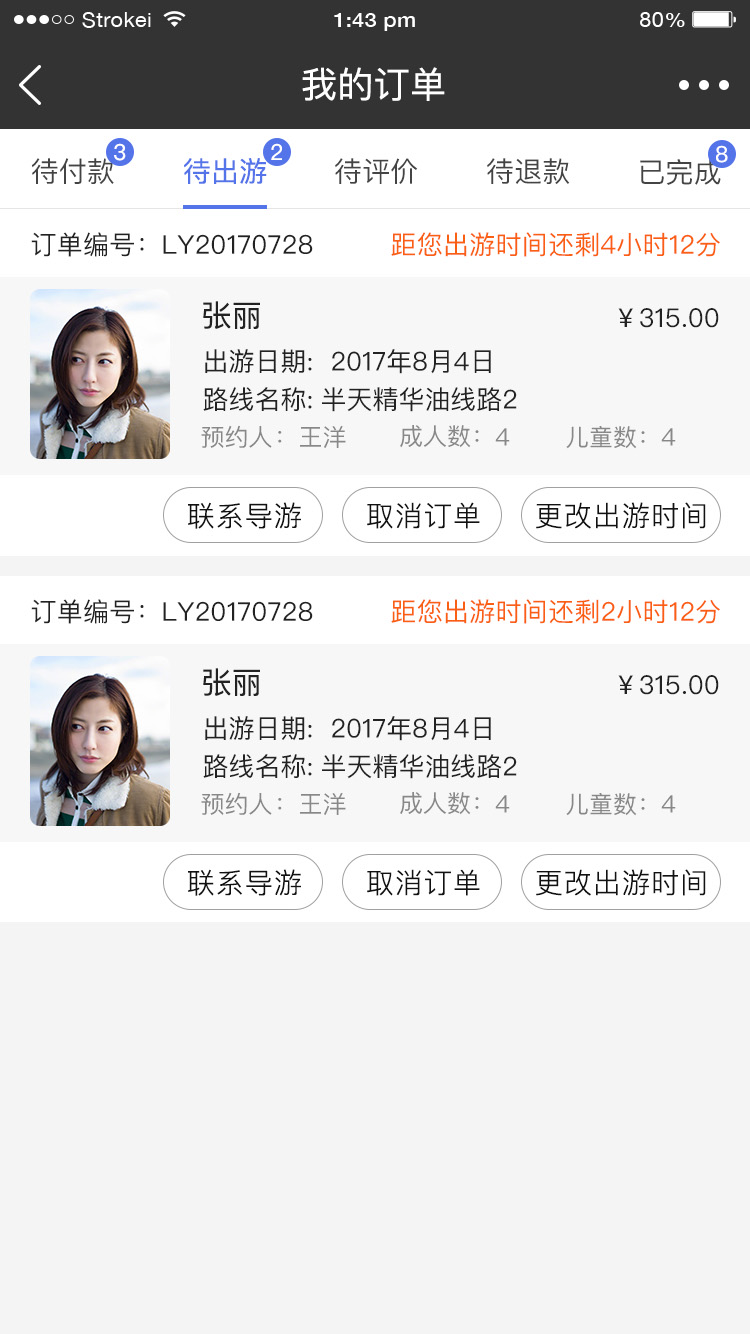 Strokei 1:43 pm 80%
我的订单
待付款 3 待出游 2 待评价 待退款 已完成 8
订单编号：LY20170728 距您出游时间还剩4小时12分
张丽 ¥315.00
出游日期: 2017年8月4日
路线名称: 半天精华油线路2
预约人：王洋 成人数：4 儿童数：4
联系导游 取消订单 更改出游时间
订单编号：LY20170728 距您出游时间还剩2小时12分
张丽 ¥315.00
出游日期: 2017年8月4日
路线名称: 半天精华油线路2
预约人：王洋 成人数：4 儿童数：4
联系导游 取消订单 更改出游时间